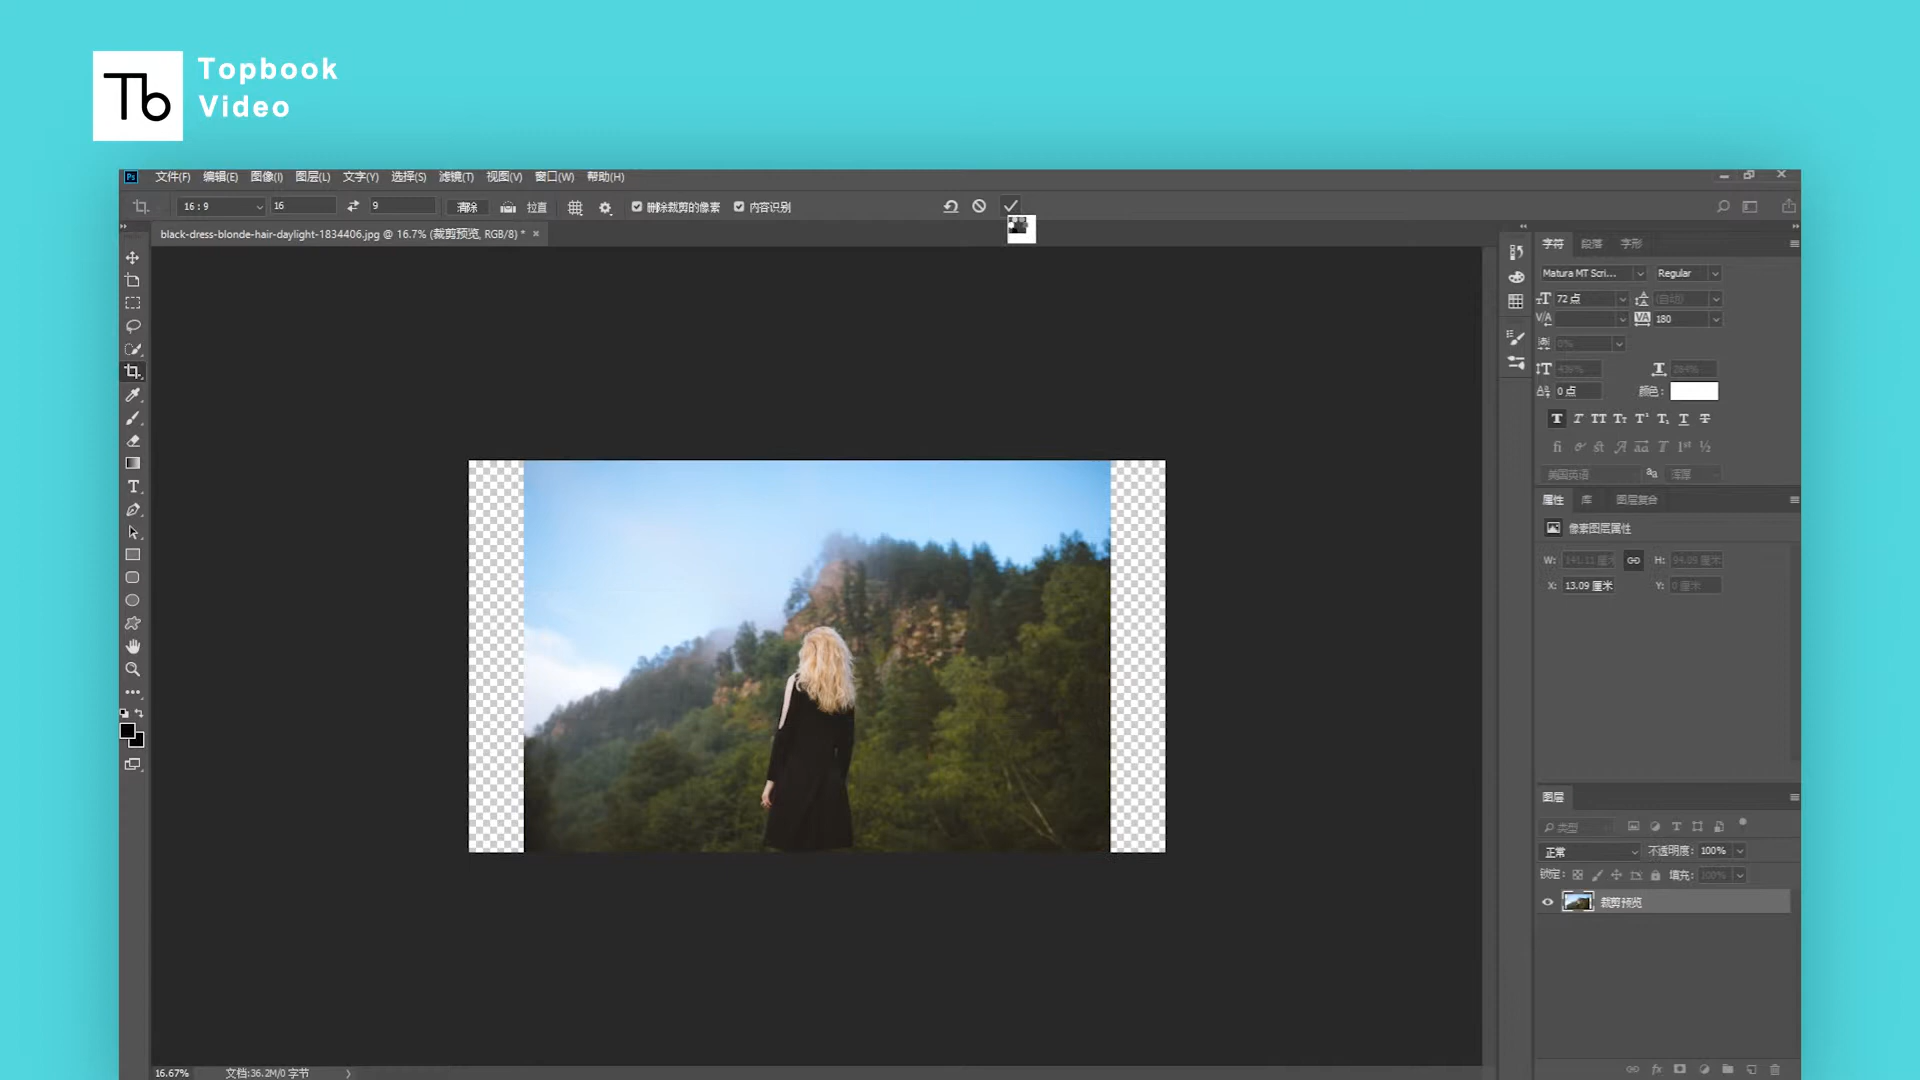 Tb
Topbook
Video
Ps 文件(F) 编辑(E) 图像(I) 图层(L) 文字(Y) 选择(S) 滤镜(T) 视图(V) 窗口(W) 帮助(H)
16 : 9 16 9 清除 拉直 删除裁剪的像素 内容识别
black-dress-blonde-hair-daylight-1834406.jpg @ 16.7% (裁剪预览, RGB/8) *
字符 段落 字形
Matura MT Scri... Regular
72 点 (自动)
180
0%
439% 264%
0 点 颜色:
美国英语 浑厚
属性 库 图层复合
像素图层属性
W: 141.11 厘米 H: 94.09 厘米
X: 13.09 厘米 Y: 0 厘米
图层
类型
正常 不透明度: 100%
锁定: 填充: 100%
裁剪预览
16.67% 文档:36.2M/0 字节